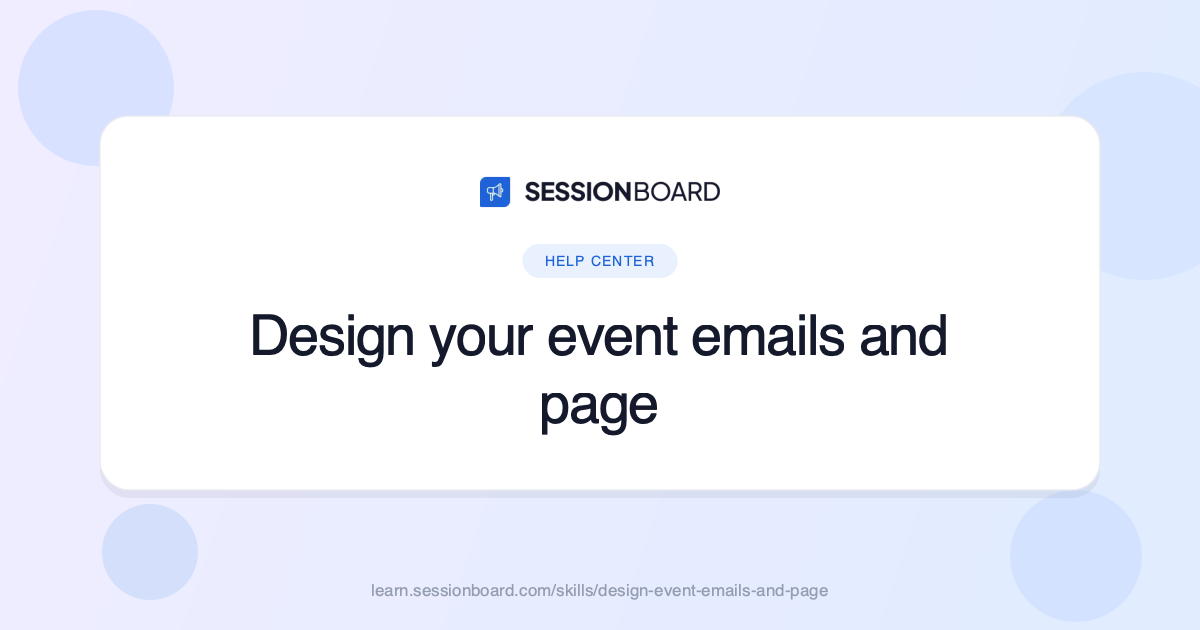 SESSIONBOARD
HELP CENTER
Design your event emails and
page
learn.sessionboard.com/skills/design-event-emails-and-page